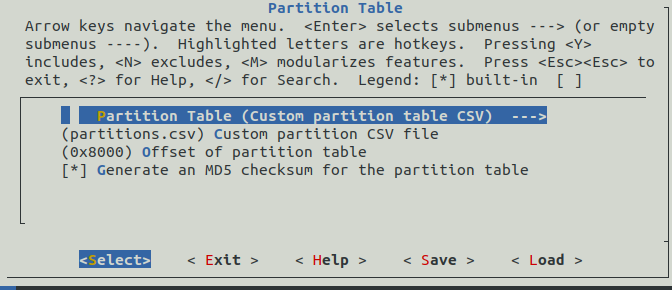 Partition Table
Arrow keys navigate the menu.  <Enter> selects submenus ---> (or empty
submenus ----).  Highlighted letters are hotkeys.  Pressing <Y>
includes, <N> excludes, <M> modularizes features.  Press <Esc><Esc> to
exit, <?> for Help, </> for Search.  Legend: [*] built-in  [ ]
Partition Table (Custom partition table CSV)  --->
(partitions.csv) Custom partition CSV file
(0x8000) Offset of partition table
[*] Generate an MD5 checksum for the partition table
<Select>    < Exit >    < Help >    < Save >    < Load >